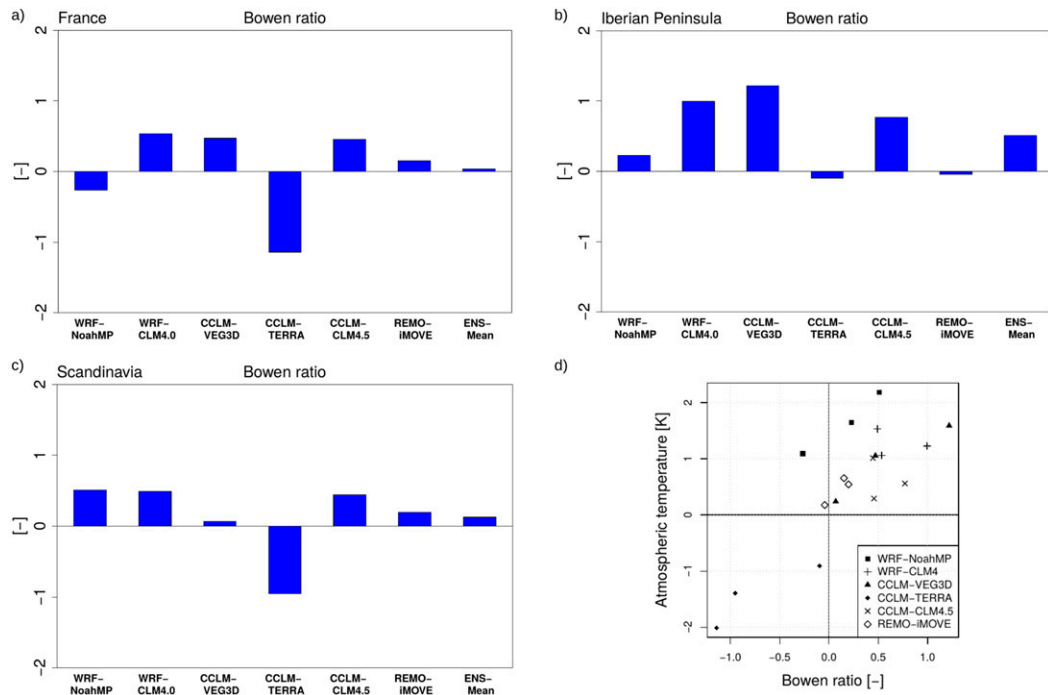 a) France Bowen ratio
2
1
0
−1
−2
[-]
WRF− WRF− CCLM− CCLM− CCLM− REMO− ENS−
NoahMP CLM4.0 VEG3D TERRA CLM4.5 iMOVE Mean
b) Iberian Peninsula Bowen ratio
2
1
0
−1
−2
[-]
WRF− WRF− CCLM− CCLM− CCLM− REMO− ENS−
NoahMP CLM4.0 VEG3D TERRA CLM4.5 iMOVE Mean
c) Scandinavia Bowen ratio
2
1
0
−1
−2
[-]
WRF− WRF− CCLM− CCLM− CCLM− REMO− ENS−
NoahMP CLM4.0 VEG3D TERRA CLM4.5 iMOVE Mean
d)
Atmospheric temperature [K]
2
1
0
−1
−2
WRF−NoahMP
WRF−CLM4
CCLM−VEG3D
CCLM−TERRA
CCLM−CLM4.5
REMO−iMOVE
−1.0 0.0 0.5 1.0
Bowen ratio [-]